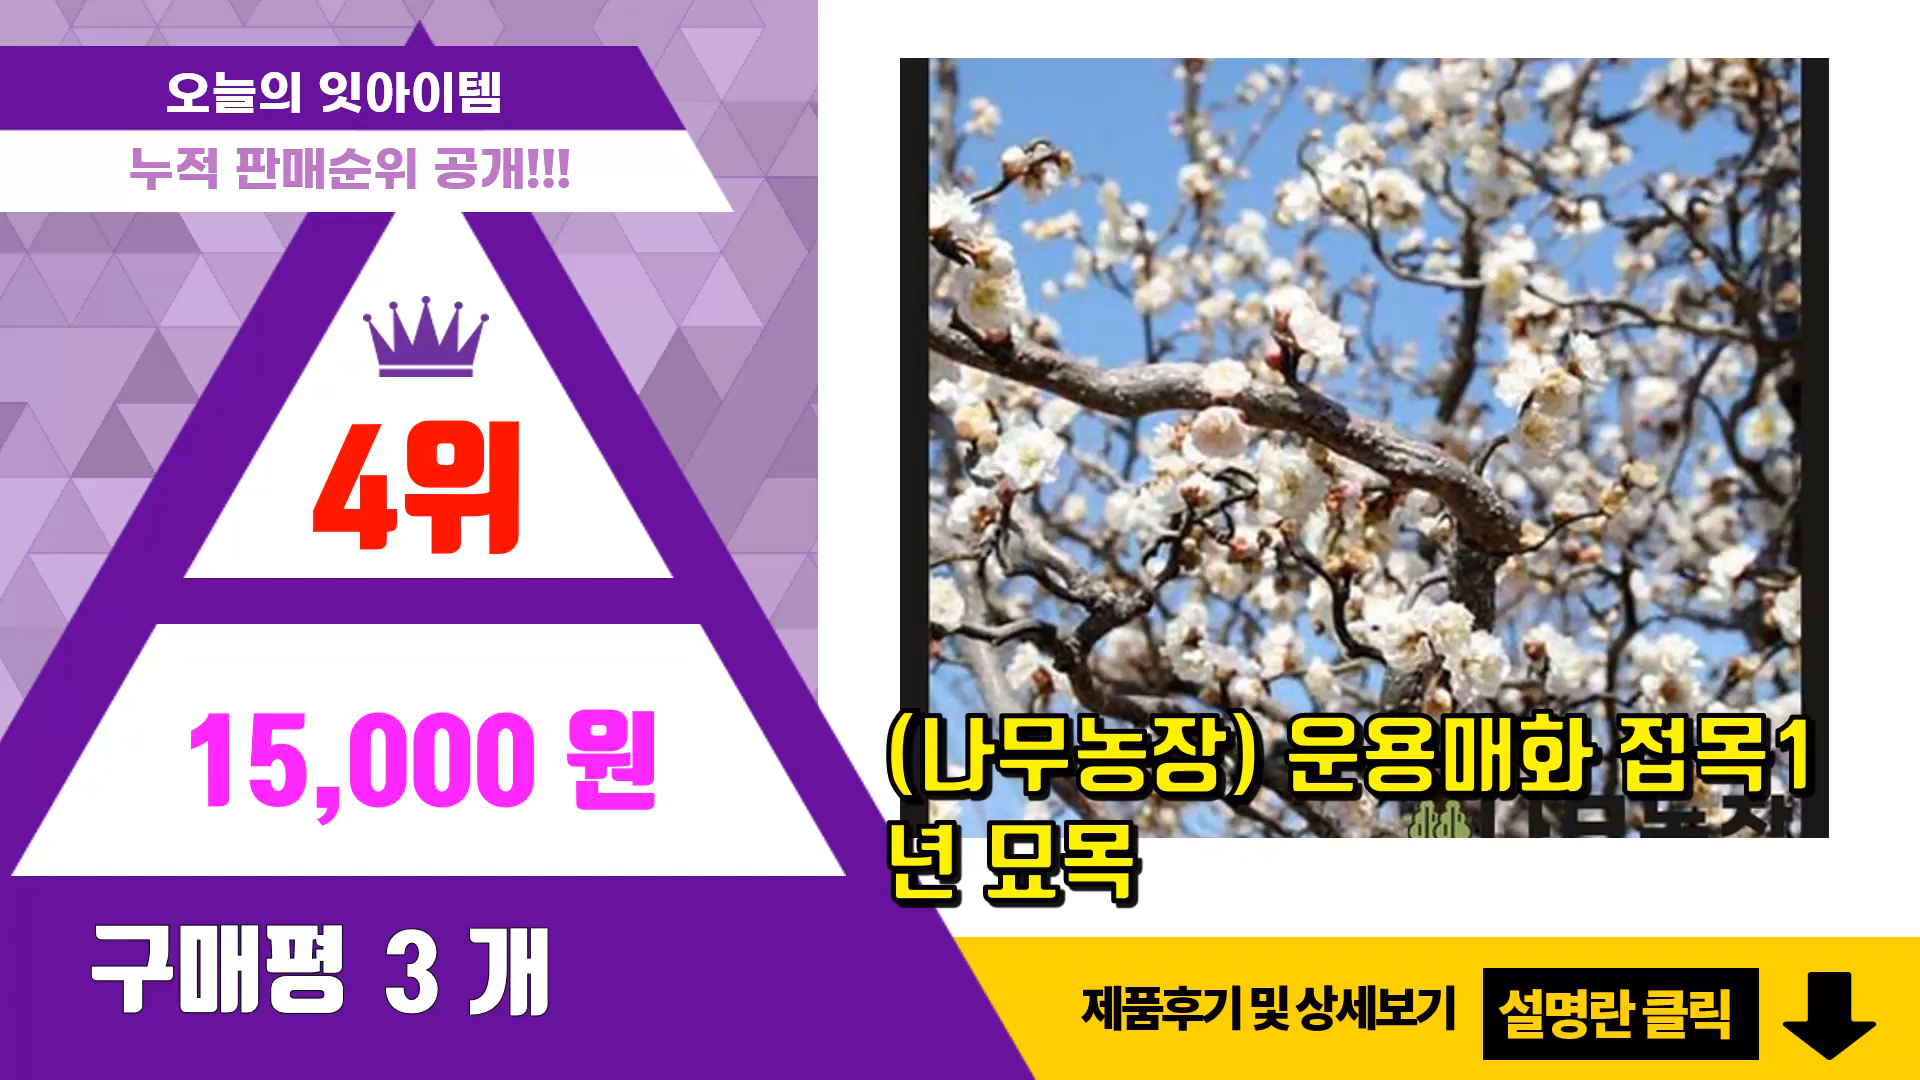 오늘의 잇아이템
누적 판매순위 공개!!!
4위
15,000 원
구매평 3 개
(나무농장) 운용매화 접목1
년 묘목
제품후기 및 상세보기
설명란 클릭